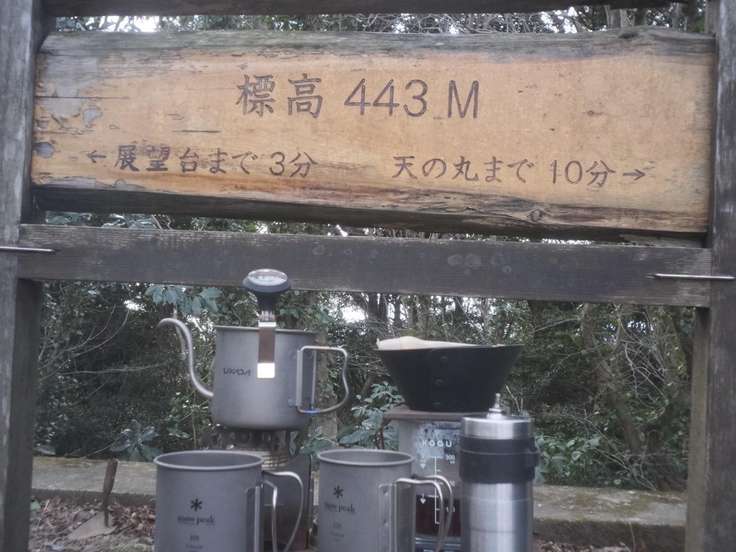 標高 443 M
←展望台まで 3分 天の丸まで 10分→
snow peak
snow peak
KOGU